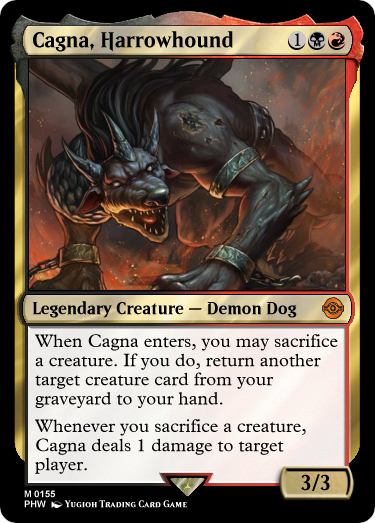 Cagna, Harrowhound
1
When Cagna enters, you may sacrifice
a creature. If you do, return another
target creature card from your
graveyard to your hand.
Whenever you sacrifice a creature,
Cagna deals 1 damage to target
player.
Legendary Creature — Demon Dog
3/3
M 0155
PHW Yugioh Trading Card Game